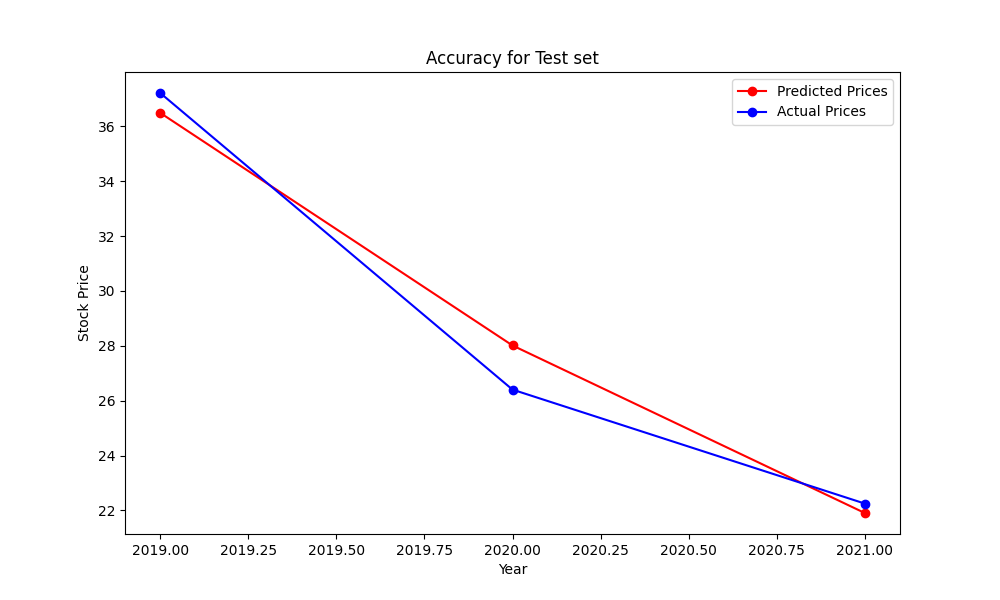 Accuracy for Test set
Predicted Prices
Actual Prices
36
34
32
30
28
26
24
22
Stock Price
2019.00 2019.25 2019.50 2019.75 2020.00 2020.25 2020.50 2020.75 2021.00
Year